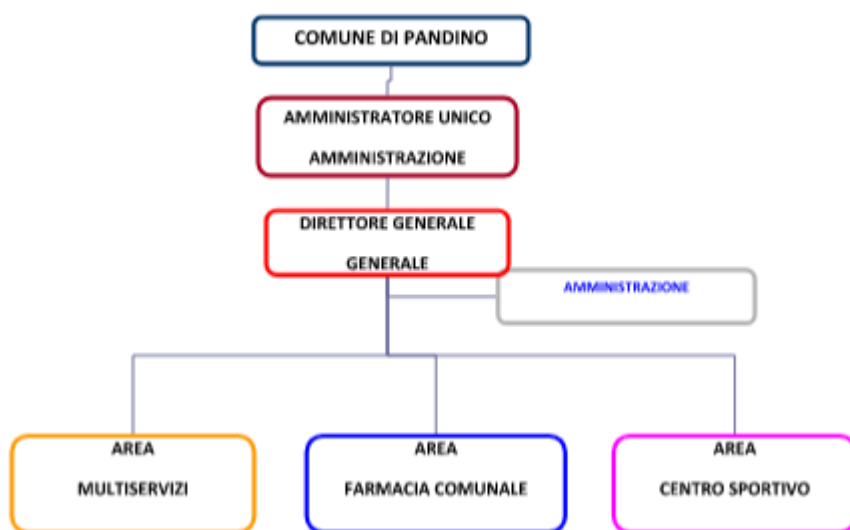 COMUNE DI PANDINO
AMMINISTRATORE UNICO
AMMINISTRAZIONE
DIRETTORE GENERALE
GENERALE
AMMINISTRAZIONE
AREA
MULTISERVIZI
AREA
FARMACIA COMUNALE
AREA
CENTRO SPORTIVO